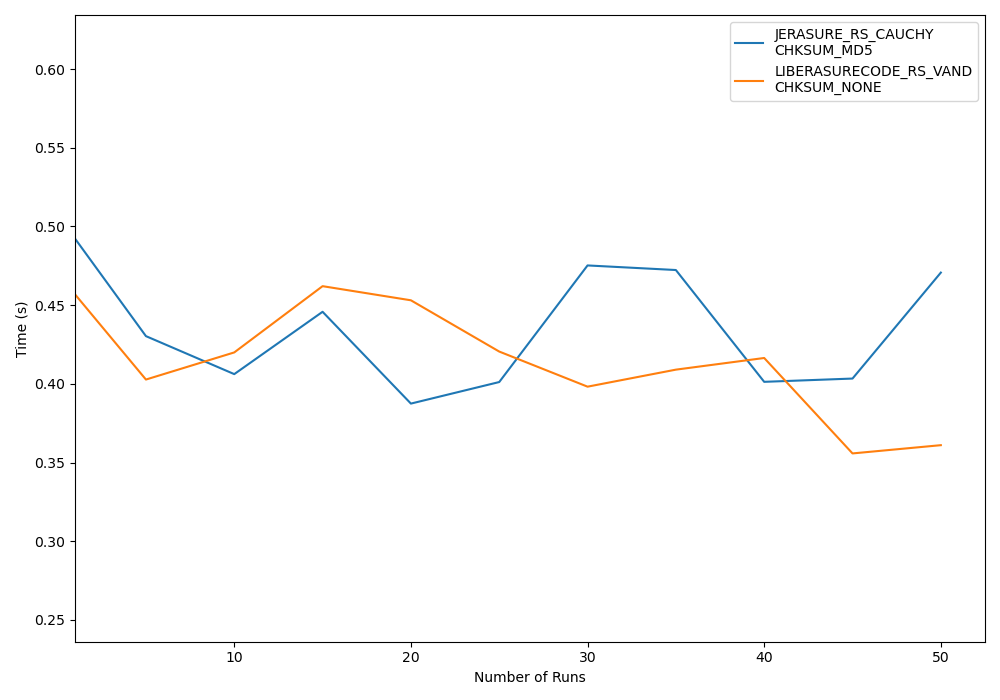 JERASURE_RS_CAUCHY
CHKSUM_MD5
LIBERASURECODE_RS_VAND
CHKSUM_NONE
0.60
0.55
0.50
0.45
0.40
0.35
0.30
0.25
Time (s)
10
20
30
40
50
Number of Runs